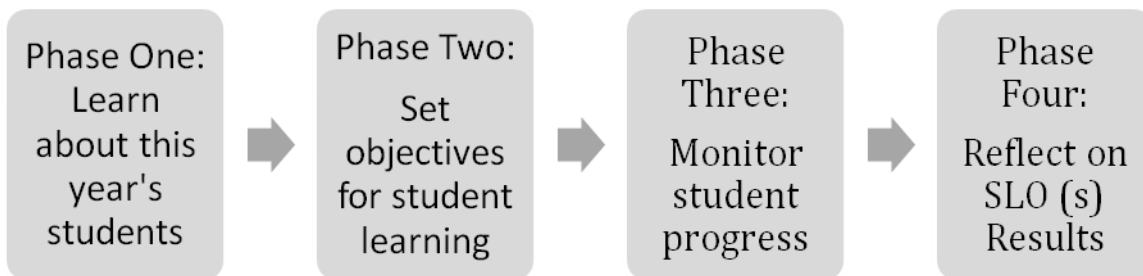 Phase One:
Learn
about this
year's
students
Phase Two:
Set
objectives
for student
learning
Phase
Three:
Monitor
student
progress
Phase
Four:
Reflect on
SLO (s)
Results